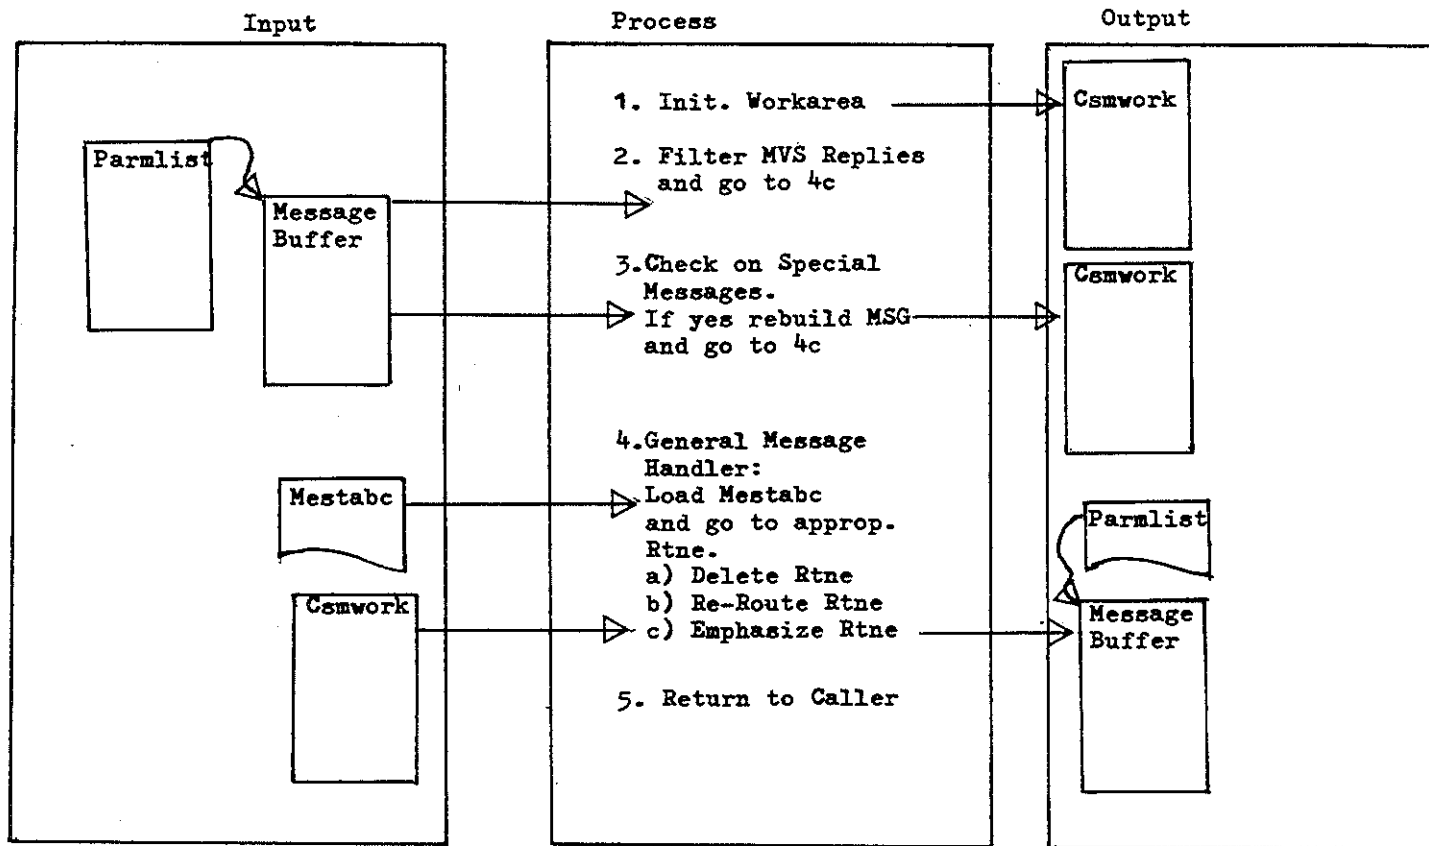 Input
Process
Output
Parmlist
Message
Buffer
Mestabc
Csmwork
1. Init. Workarea
2. Filter MVS Replies
and go to 4c
3.Check on Special
Messages.
If yes rebuild MSG
and go to 4c
4.General Message
Handler:
Load Mestabc
and go to approp.
Rtne.
a) Delete Rtne
b) Re-Route Rtne
c) Emphasize Rtne
5. Return to Caller
Csmwork
Csmwork
Parmlist
Message
Buffer